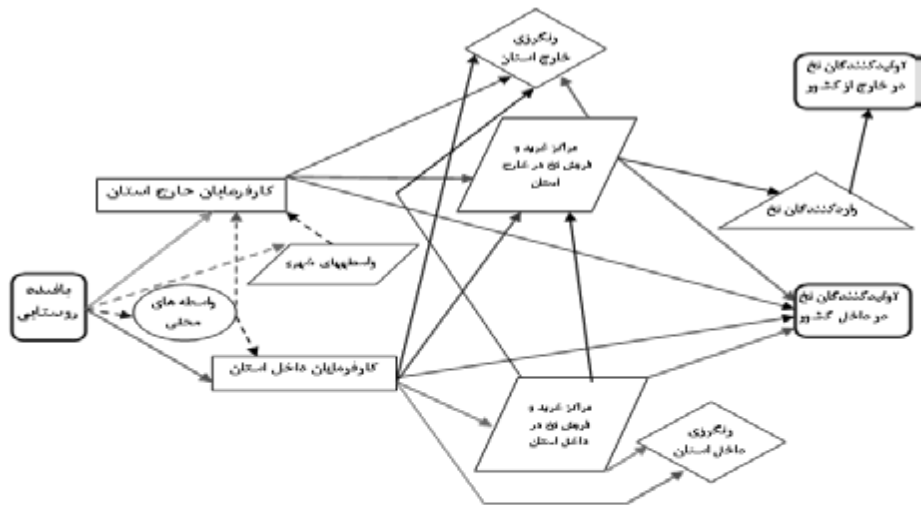 رنگرزی
خارج استان
تولیدکنندگان نخ
در خارج از کشور
مراکز خرید و
فروش نخ در خارج
استان
کارفرمایان خارج استان
واردکنندگان نخ
واسطه‌های شهری
بافنده
روستایی
واسطه های
محلی
تولیدکنندگان نخ
در داخل کشور
کارفرمایان داخل استان
مراکز خرید و
فروش نخ در
داخل استان
رنگرزی
داخل استان